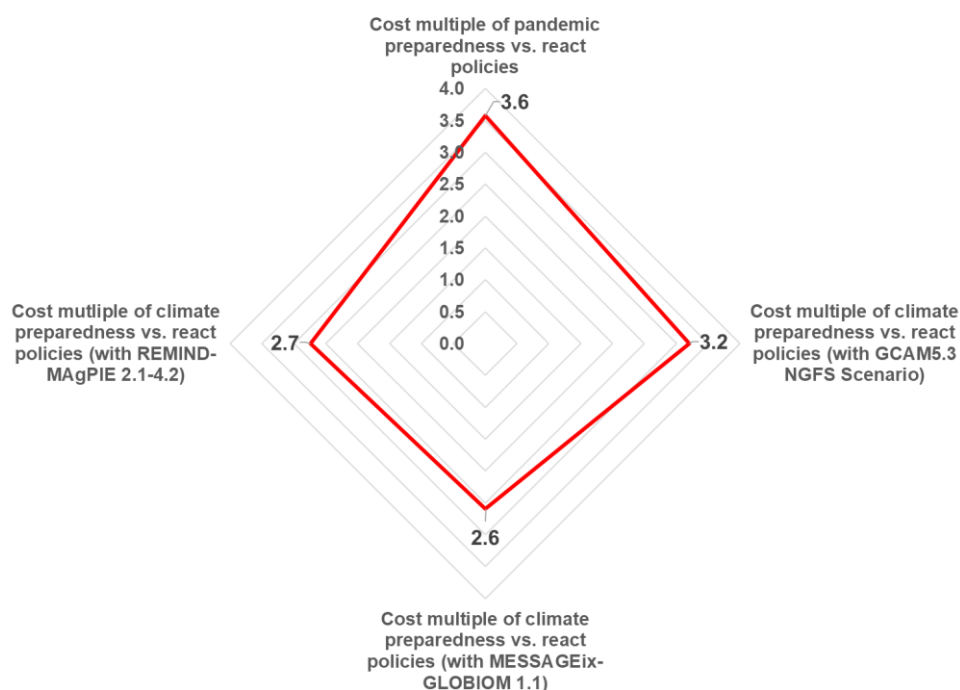 Cost multiple of pandemic
preparedness vs. react
policies
4.0
3.6
3.5
3.0
2.5
2.0
1.5
1.0
0.5
0.0
Cost mutliple of climate
preparedness vs. react
policies (with REMIND-
MAgPIE 2.1-4.2)
2.7
3.2
Cost multiple of climate
preparedness vs. react
policies (with GCAM5.3
NGFS Scenario)
2.6
Cost multiple of climate
preparedness vs. react
policies (with MESSAGEix-
GLOBIOM 1.1)